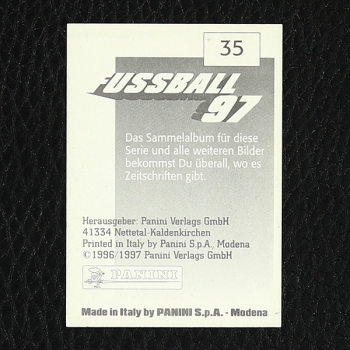 35
FUSSBALL
97
Das Sammelalbum für diese
Serie und alle weiteren Bilder
bekommst Du überall, wo es
Zeitschriften gibt.
Herausgeber: Panini Verlags GmbH
41334 Nettetal-Kaldenkirchen
Printed in Italy by Panini S.p.A., Modena
©1996/1997 Panini Verlags GmbH
PANINI
Made in Italy by PANINI S.p.A. - Modena